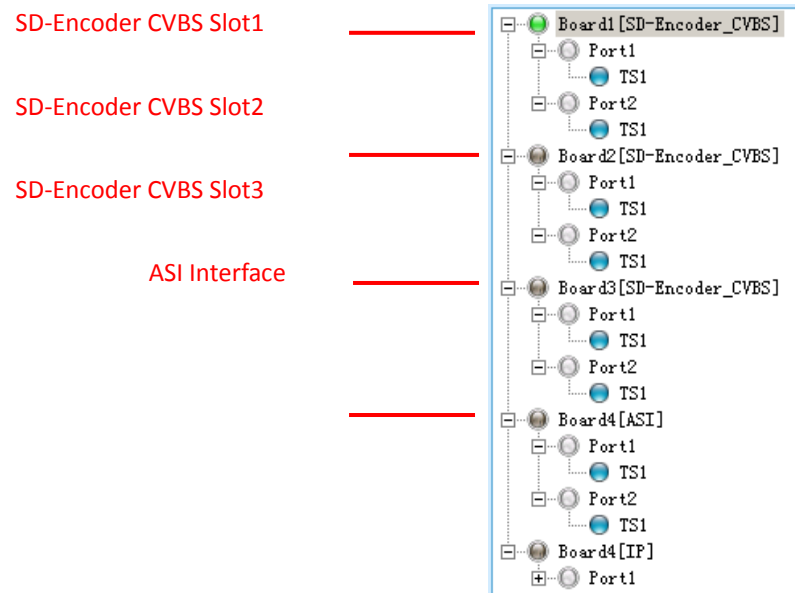 SD-Encoder CVBS Slot1
SD-Encoder CVBS Slot2
SD-Encoder CVBS Slot3
ASI Interface
Board1[SD-Encoder_CVBS]
Port1
TS1
Port2
TS1
Board2[SD-Encoder_CVBS]
Port1
TS1
Port2
TS1
Board3[SD-Encoder_CVBS]
Port1
TS1
Port2
TS1
Board4[ASI]
Port1
TS1
Port2
TS1
Board4[IP]
Port1